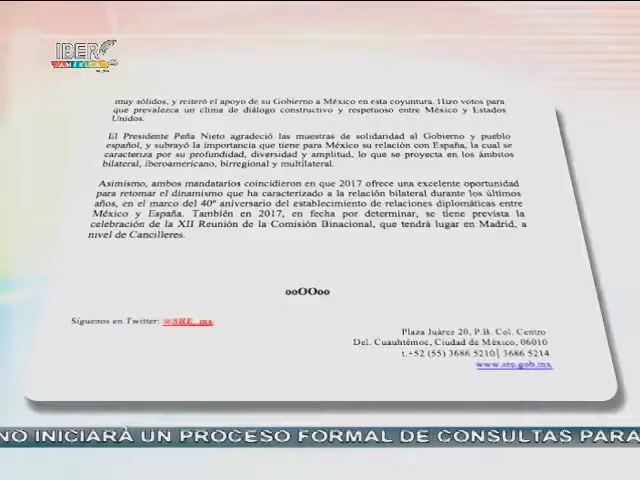 IBER
AMÉRICA
muy sólidos, y reiteró el apoyo de su Gobierno a México en esta coyuntura. Hizo votos para
que prevalezca un clima de diálogo constructivo y respetuoso entre México y Estados
Unidos.
El Presidente Peña Nieto agradeció las muestras de solidaridad al Gobierno y pueblo
español, y subrayó la importancia que tiene para México su relación con España, la cual se
caracteriza por su profundidad, diversidad y amplitud, lo que se proyecta en los ámbitos
bilateral, iberoamericano, birregional y multilateral.
Asimismo, ambos mandatarios coincidieron en que 2017 ofrece una excelente oportunidad
para retomar el dinamismo que ha caracterizado a la relación bilateral durante los últimos
años, en el marco del 40º aniversario del establecimiento de relaciones diplomáticas entre
México y España. También en 2017, en fecha por determinar, se tiene prevista la
celebración de la XII Reunión de la Comisión Binacional, que tendrá lugar en Madrid, a
nivel de Cancilleres.
ooOOoo
Síguenos en Twitter: @SRE_mx
Plaza Juárez 20, P.B. Col. Centro
Del. Cuauhtémoc, Ciudad de México, 06010
t.+52 (55) 3686 5210| 3686 5214
www.sre.gob.mx
NO INICIARÁ UN PROCESO FORMAL DE CONSULTAS PARA